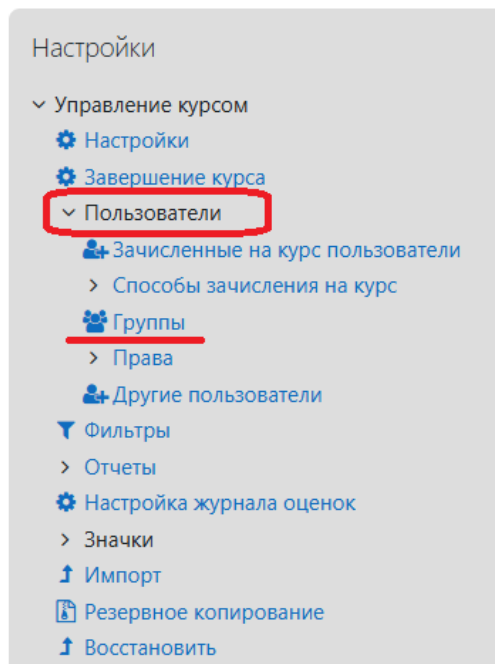 Настройки
Управление курсом
Настройки
Завершение курса
Пользователи
Зачисленные на курс пользователи
Способы зачисления на курс
Группы
Права
Другие пользователи
Фильтры
Отчеты
Настройка журнала оценок
Значки
Импорт
Резервное копирование
Восстановить